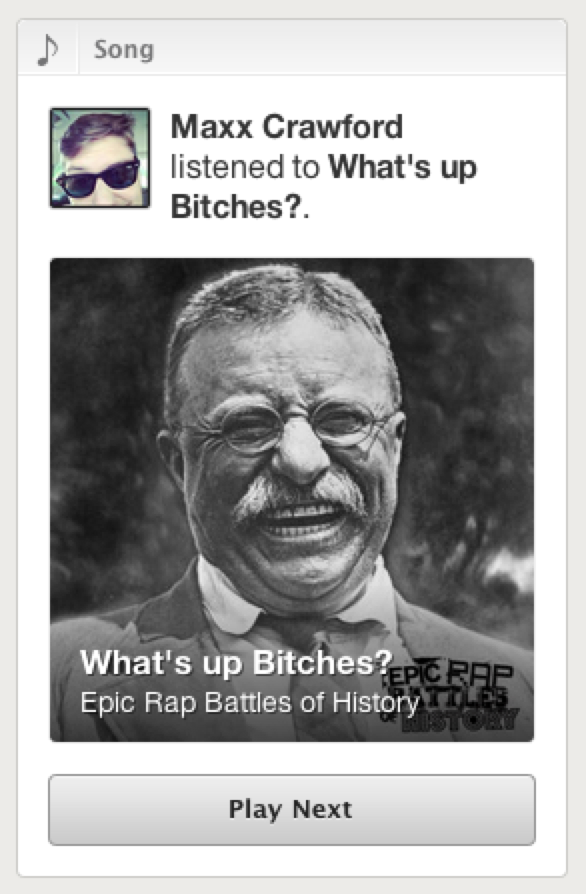 Song
Maxx Crawford
listened to What's up
Bitches?.
What's up Bitches?
Epic Rap Battles of History
EPIC RAP
BATTLES
OF HISTORY
Play Next